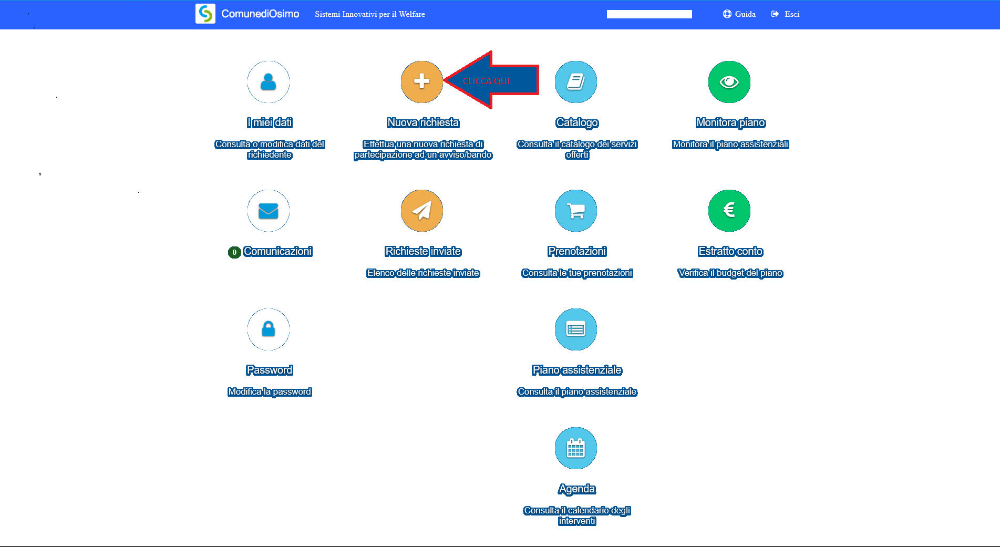 ComunediOsimo
Sistemi Innovativi per il Welfare
Guida
Esci
CLICCA QUI
I miei dati
Consulta o modifica dati del
richiedente
Nuova richiesta
Effettua una nuova richiesta di
partecipazione ad un avviso/bando
Catalogo
Consulta il catalogo dei servizi
offerti
Monitora piano
Monitora il piano assistenziali
0 Comunicazioni
Richieste inviate
Elenco delle richieste inviate
Prenotazioni
Consulta le tue prenotazioni
Estratto conto
Verifica il budget del piano
Password
Modifica la password
Piano assistenziale
Consulta il piano assistenziale
Agenda
Consulta il calendario degli
interventi